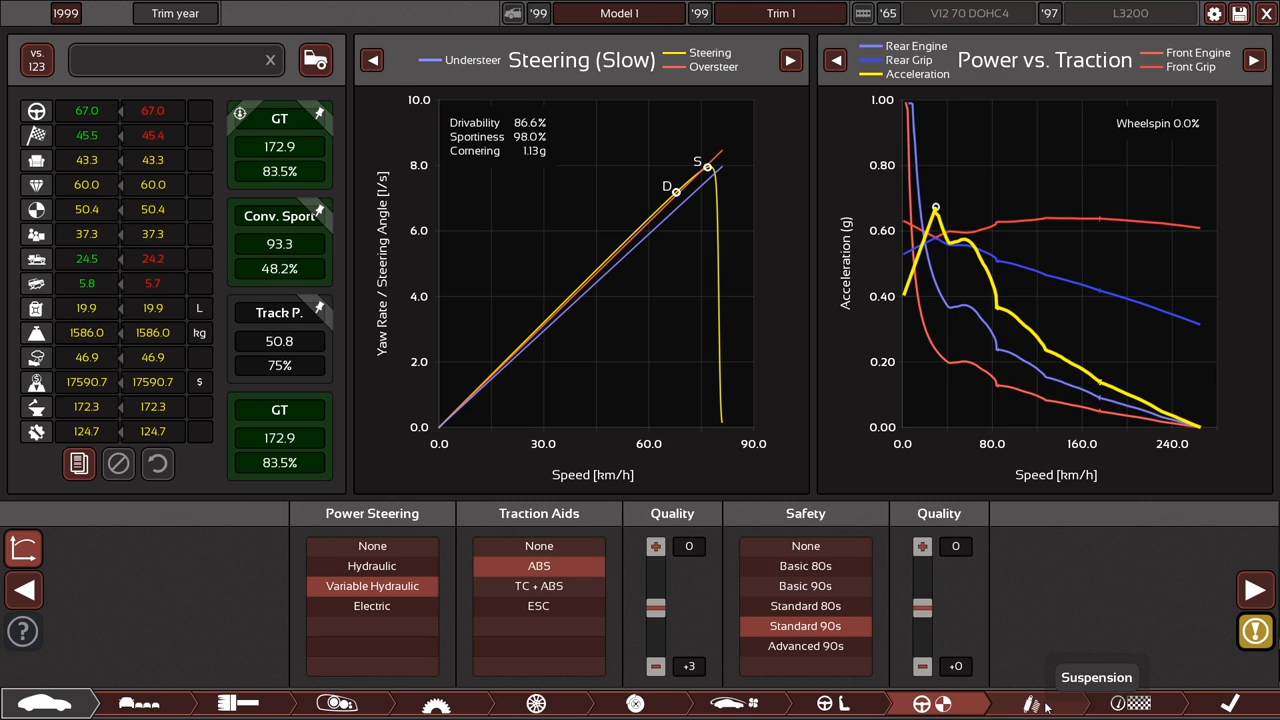 1999 Trim year '99 Model 1 '99 Trim 1 '65 V12 70 DOHC4 '97 L3200
vs. 123
X
67.0 67.0
45.5 45.4
43.3 43.3
60.0 60.0
50.4 50.4
37.3 37.3
24.5 24.2
5.8 5.7
19.9 19.9 L
1586.0 1586.0 kg
46.9 46.9
17590.7 17590.7 $
172.3 172.3
124.7 124.7
GT
172.9
83.5%
Conv. Sport
93.3
48.2%
Track P.
50.8
75%
GT
172.9
83.5%
Understeer Steering (Slow) Steering
Oversteer
Drivability 86.6%
Sportiness 98.0%
Cornering 1.13g
S
D
Yaw Rate / Steering Angle [1/s]
10.0
8.0
6.0
4.0
2.0
0.0
0.0 30.0 60.0 90.0
Speed [km/h]
Rear Engine
Rear Grip
Acceleration
Power vs. Traction
Front Engine
Front Grip
Wheelspin 0.0%
Acceleration [g]
1.00
0.80
0.60
0.40
0.20
0.00
0.0 80.0 160.0 240.0
Speed [km/h]
Power Steering
None
Hydraulic
Variable Hydraulic
Electric
Traction Aids
None
ABS
TC + ABS
ESC
Quality
0
+3
Safety
None
Basic 80s
Basic 90s
Standard 80s
Standard 90s
Advanced 90s
Quality
0
+0
Suspension